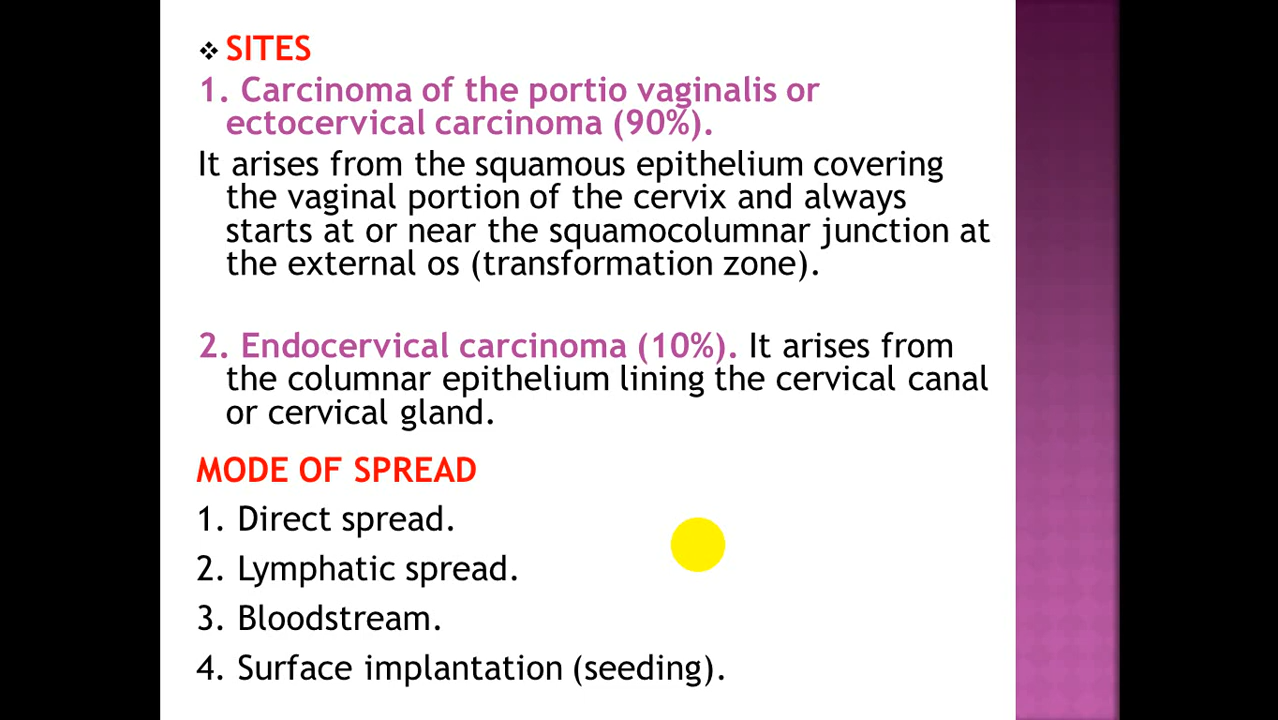 ❖ SITES
1. Carcinoma of the portio vaginalis or
ectocervical carcinoma (90%).
It arises from the squamous epithelium covering
the vaginal portion of the cervix and always
starts at or near the squamocolumnar junction at
the external os (transformation zone).
2. Endocervical carcinoma (10%). It arises from
the columnar epithelium lining the cervical canal
or cervical gland.
MODE OF SPREAD
1. Direct spread.
2. Lymphatic spread.
3. Bloodstream.
4. Surface implantation (seeding).